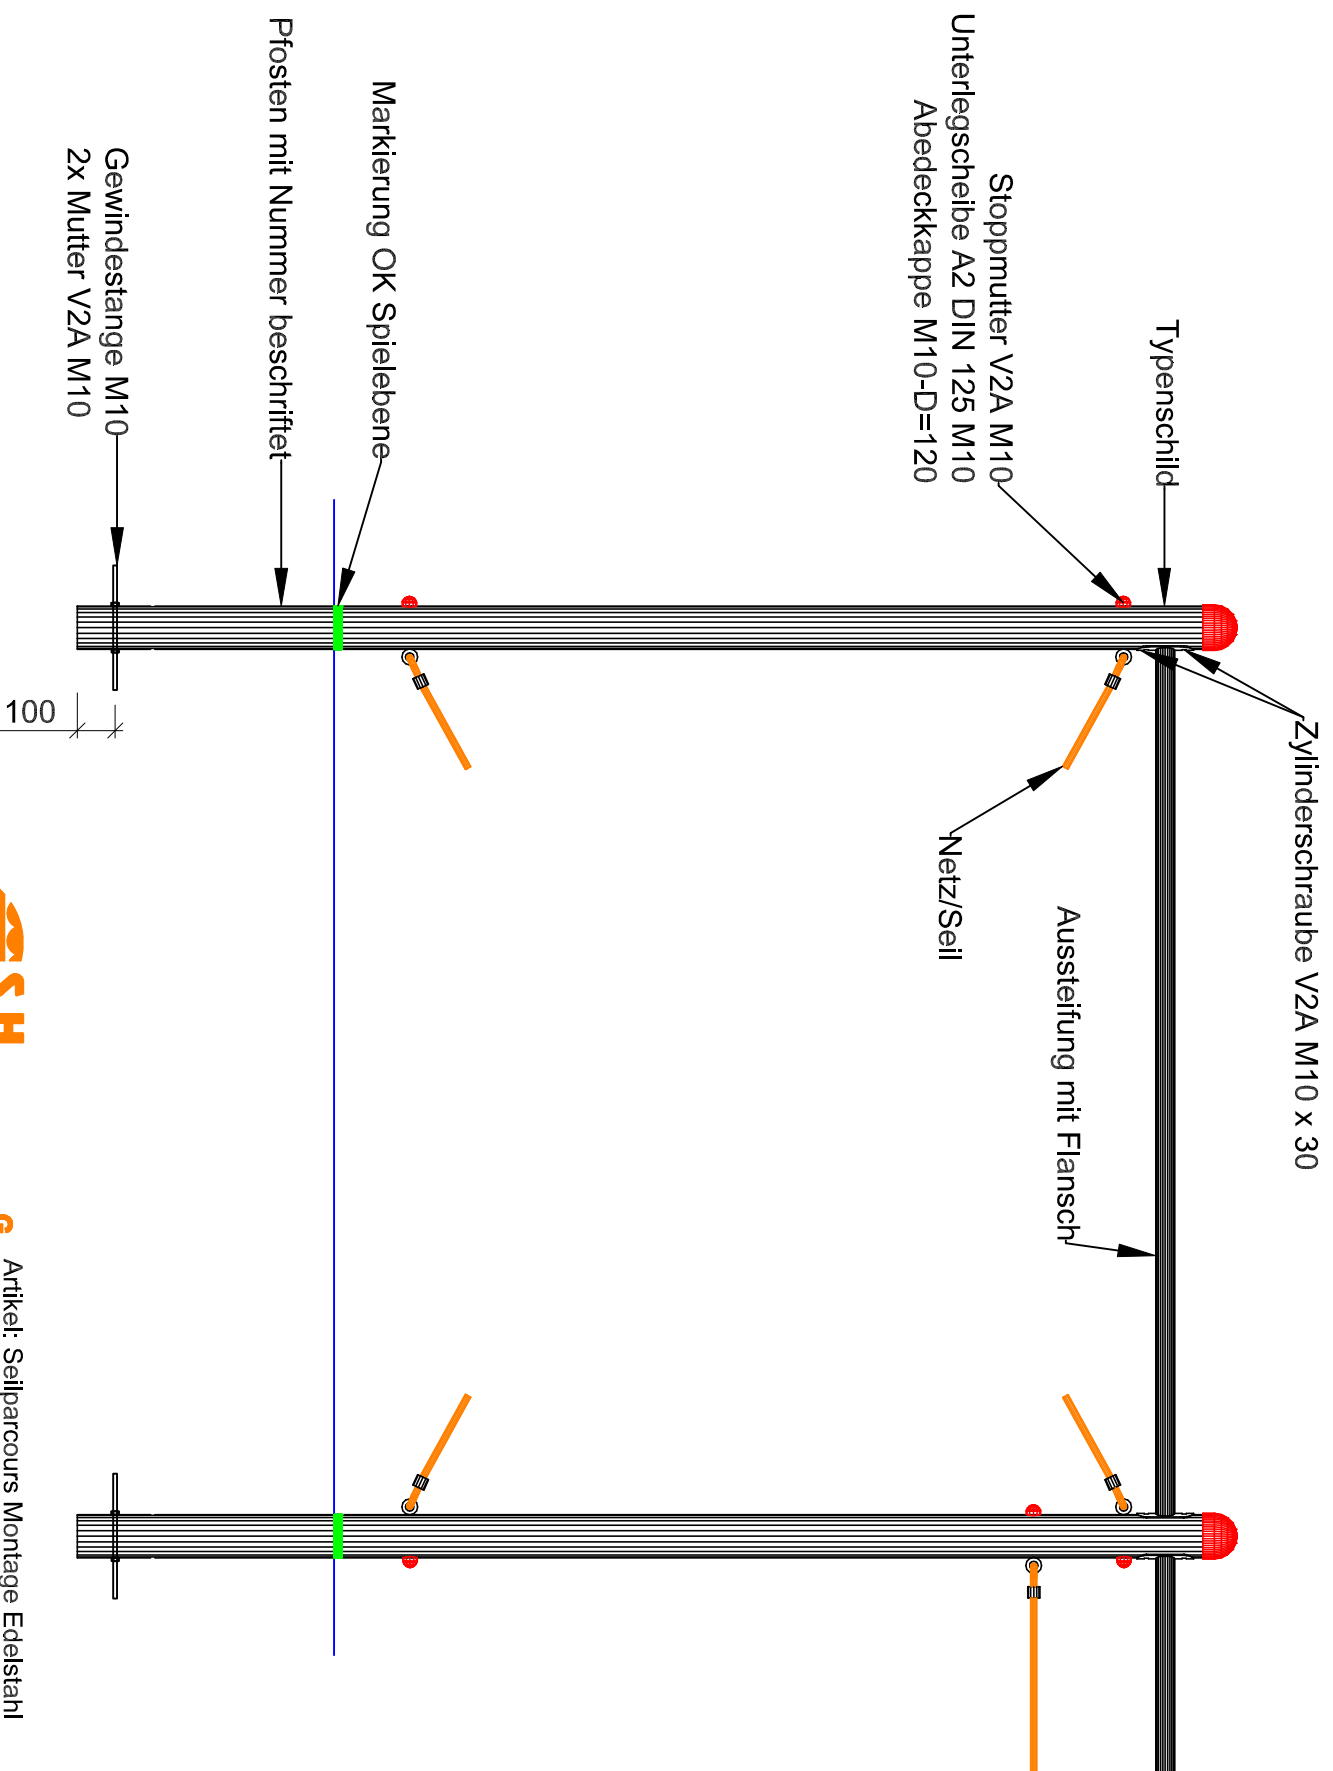 Zylinderschraube V2A M10 x 30
Typenschild
Stoppmutter V2A M10
Unterlegscheibe A2 DIN 125 M10
Abedeckkappe M10-D=120
Aussteifung mit Flansch
Netz/Seil
Markierung OK Spielebene
Pfosten mit Nummer beschriftet
Gewindestange M10
2x Mutter V2A M10
100
Artikel: Seilparcours Montage Edelstahl